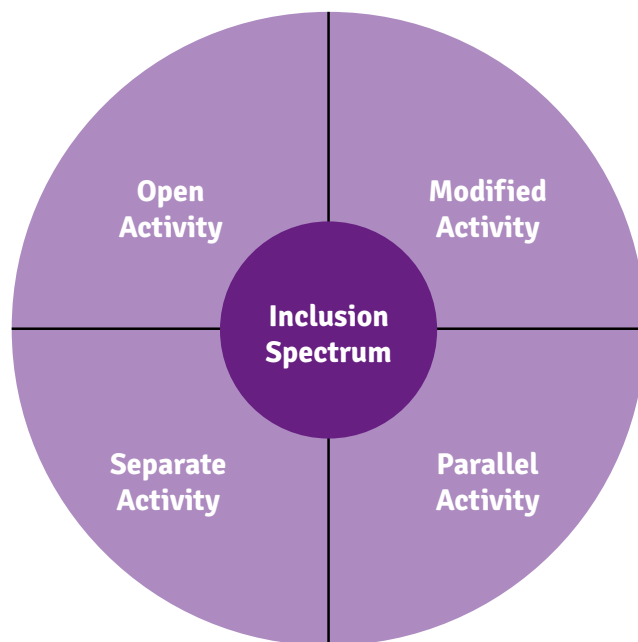 Open
Activity
Modified
Activity
Inclusion
Spectrum
Separate
Activity
Parallel
Activity